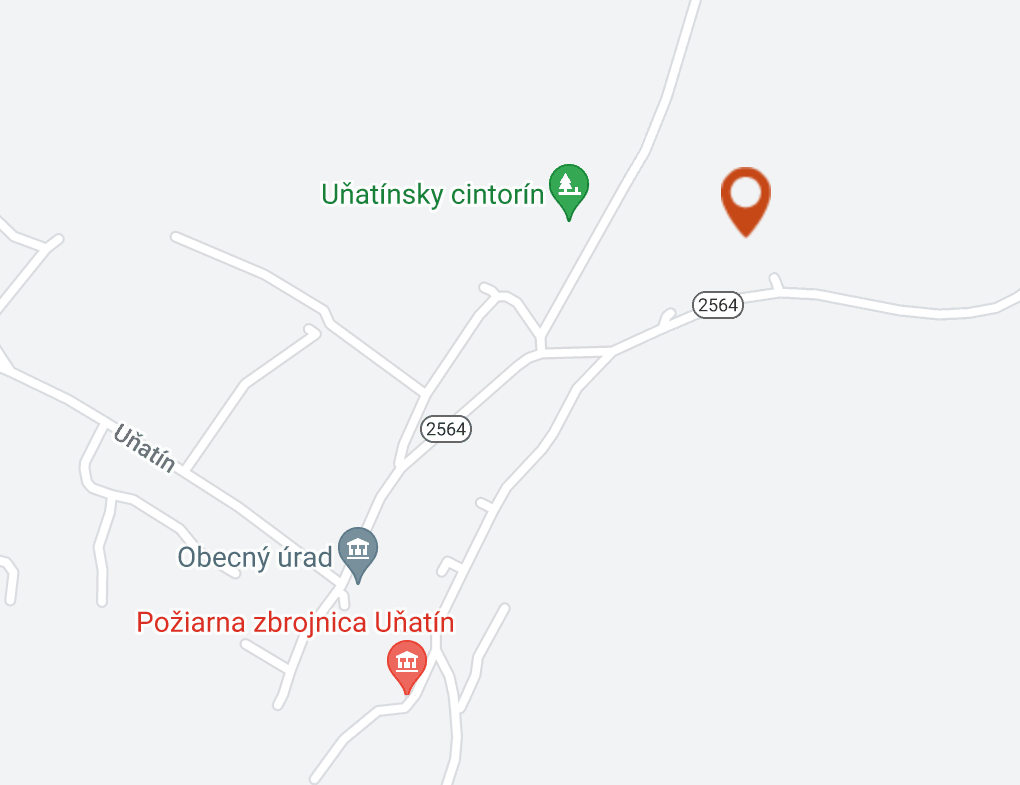 Uňatínsky cintorín
2564
2564
Uňatín
Obecný úrad
Požiarna zbrojnica Uňatín